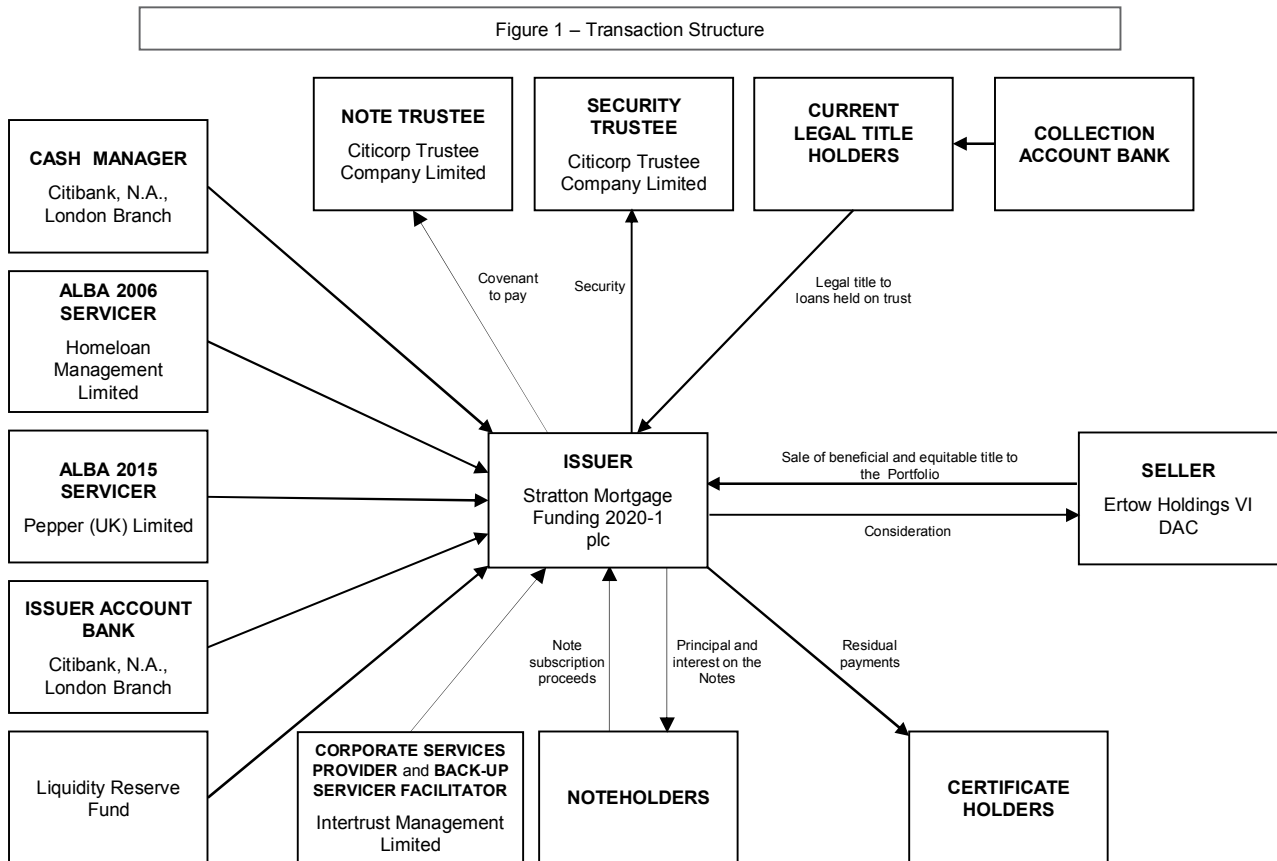 Figure 1 – Transaction Structure
NOTE TRUSTEE
Citicorp Trustee
Company Limited
SECURITY
TRUSTEE
Citicorp Trustee
Company Limited
CURRENT
LEGAL TITLE
HOLDERS
COLLECTION
ACCOUNT BANK
CASH MANAGER
Citibank, N.A.,
London Branch
ALBA 2006
SERVICER
Homeloan
Management
Limited
Covenant
to pay
Security
Legal title to
loans held on trust
ALBA 2015
SERVICER
Pepper (UK) Limited
ISSUER
Stratton Mortgage
Funding 2020-1
plc
Sale of beneficial and equitable title to
the Portfolio
Consideration
SELLER
Ertow Holdings VI
DAC
ISSUER ACCOUNT
BANK
Citibank, N.A.,
London Branch
Note
subscription
proceeds
Principal and
interest on the
Notes
Residual
payments
Liquidity Reserve
Fund
CORPORATE SERVICES
PROVIDER and BACK-UP
SERVICER FACILITATOR
Intertrust Management
Limited
NOTEHOLDERS
CERTIFICATE
HOLDERS